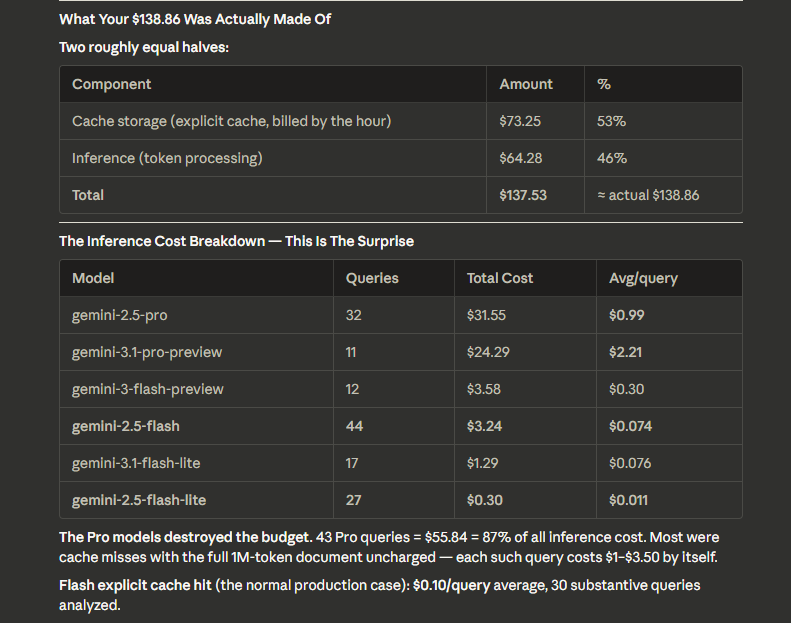 What Your $138.86 Was Actually Made Of
Two roughly equal halves:
Component Amount %
Cache storage (explicit cache, billed by the hour) $73.25 53%
Inference (token processing) $64.28 46%
Total $137.53 ≈ actual $138.86
The Inference Cost Breakdown — This Is The Surprise
Model Queries Total Cost Avg/query
gemini-2.5-pro 32 $31.55 $0.99
gemini-3.1-pro-preview 11 $24.29 $2.21
gemini-3-flash-preview 12 $3.58 $0.30
gemini-2.5-flash 44 $3.24 $0.074
gemini-3.1-flash-lite 17 $1.29 $0.076
gemini-2.5-flash-lite 27 $0.30 $0.011
The Pro models destroyed the budget. 43 Pro queries = $55.84 = 87% of all inference cost. Most were
cache misses with the full 1M-token document uncharged — each such query costs $1–$3.50 by itself.
Flash explicit cache hit (the normal production case): $0.10/query average, 30 substantive queries
analyzed.